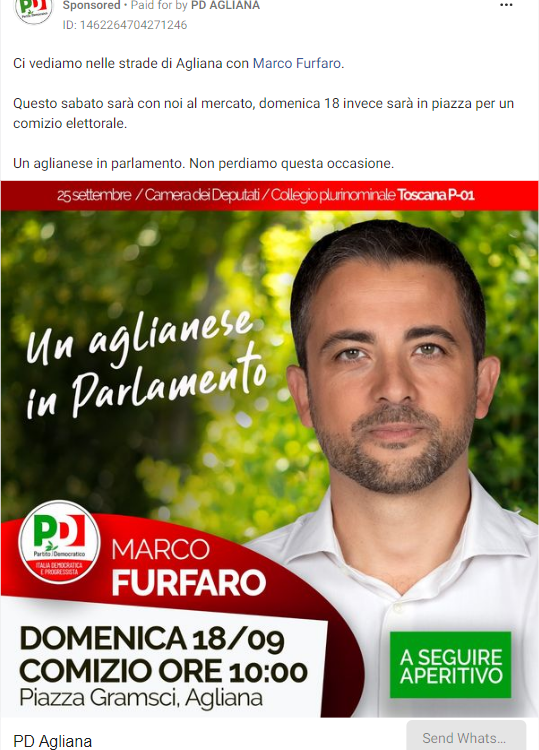 Sponsored • Paid for by PD AGLIANA
ID: 1462264704271246
Ci vediamo nelle strade di Agliana con Marco Furfaro.
Questo sabato sarà con noi al mercato, domenica 18 invece sarà in piazza per un
comizio elettorale.
Un aglianese in parlamento. Non perdiamo questa occasione.
25 settembre / Camera dei Deputati / Collegio plurinominale Toscana P-01
Un aglianese
in Parlamento
PD
Partito Democratico
ITALIA DEMOCRATICA
E PROGRESSISTA
MARCO
FURFARO
DOMENICA 18/09
COMIZIO ORE 10:00
Piazza Gramsci, Agliana
A SEGUIRE
APERITIVO
PD Agliana
Send Whats...